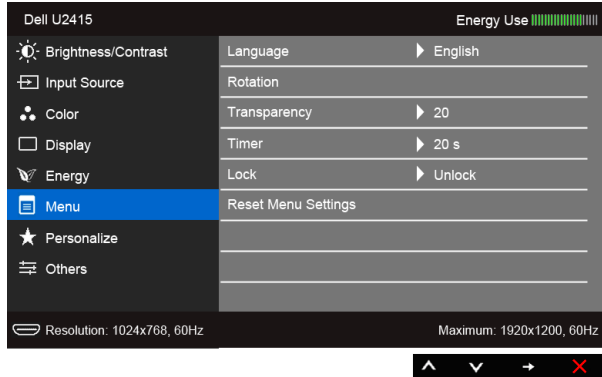 Dell U2415 Energy Use
Brightness/Contrast Language English
Input Source Rotation
Color Transparency 20
Display Timer 20 s
Energy Lock Unlock
Menu Reset Menu Settings
Personalize
Others
Resolution: 1024x768, 60Hz Maximum: 1920x1200, 60Hz